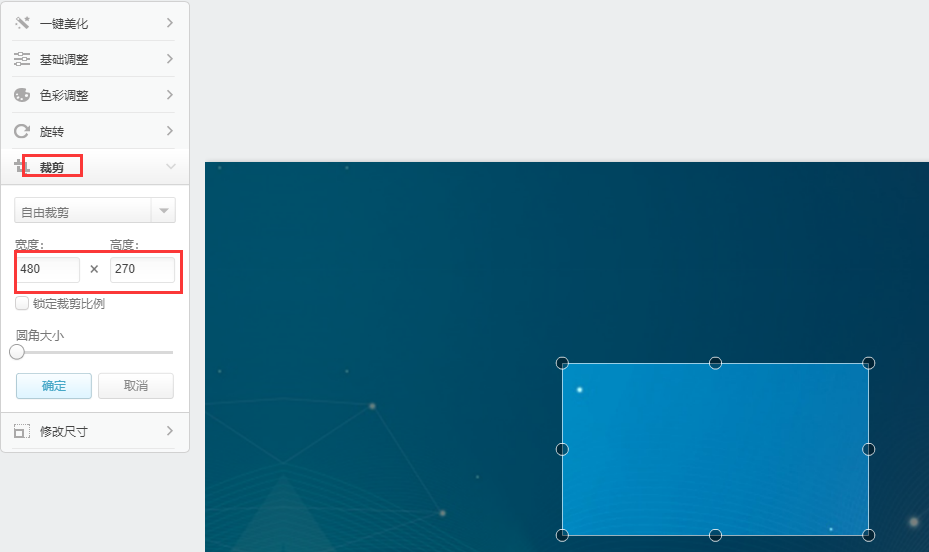 一键美化
基础调整
色彩调整
旋转
裁剪
自由裁剪
宽度: 高度:
480 × 270
锁定裁剪比例
圆角大小
确定 取消
修改尺寸